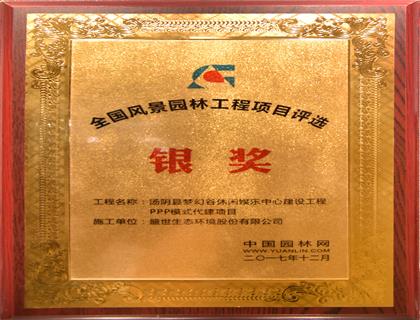 全国风景园林工程项目评选
银奖
工程名称：汤阴县梦幻谷休闲娱乐中心建设工程
PPP模式代建项目
施工单位：盛世生态环境股份有限公司
中国园林网
WWW.YUANLIN.COM
二〇一七年十二月